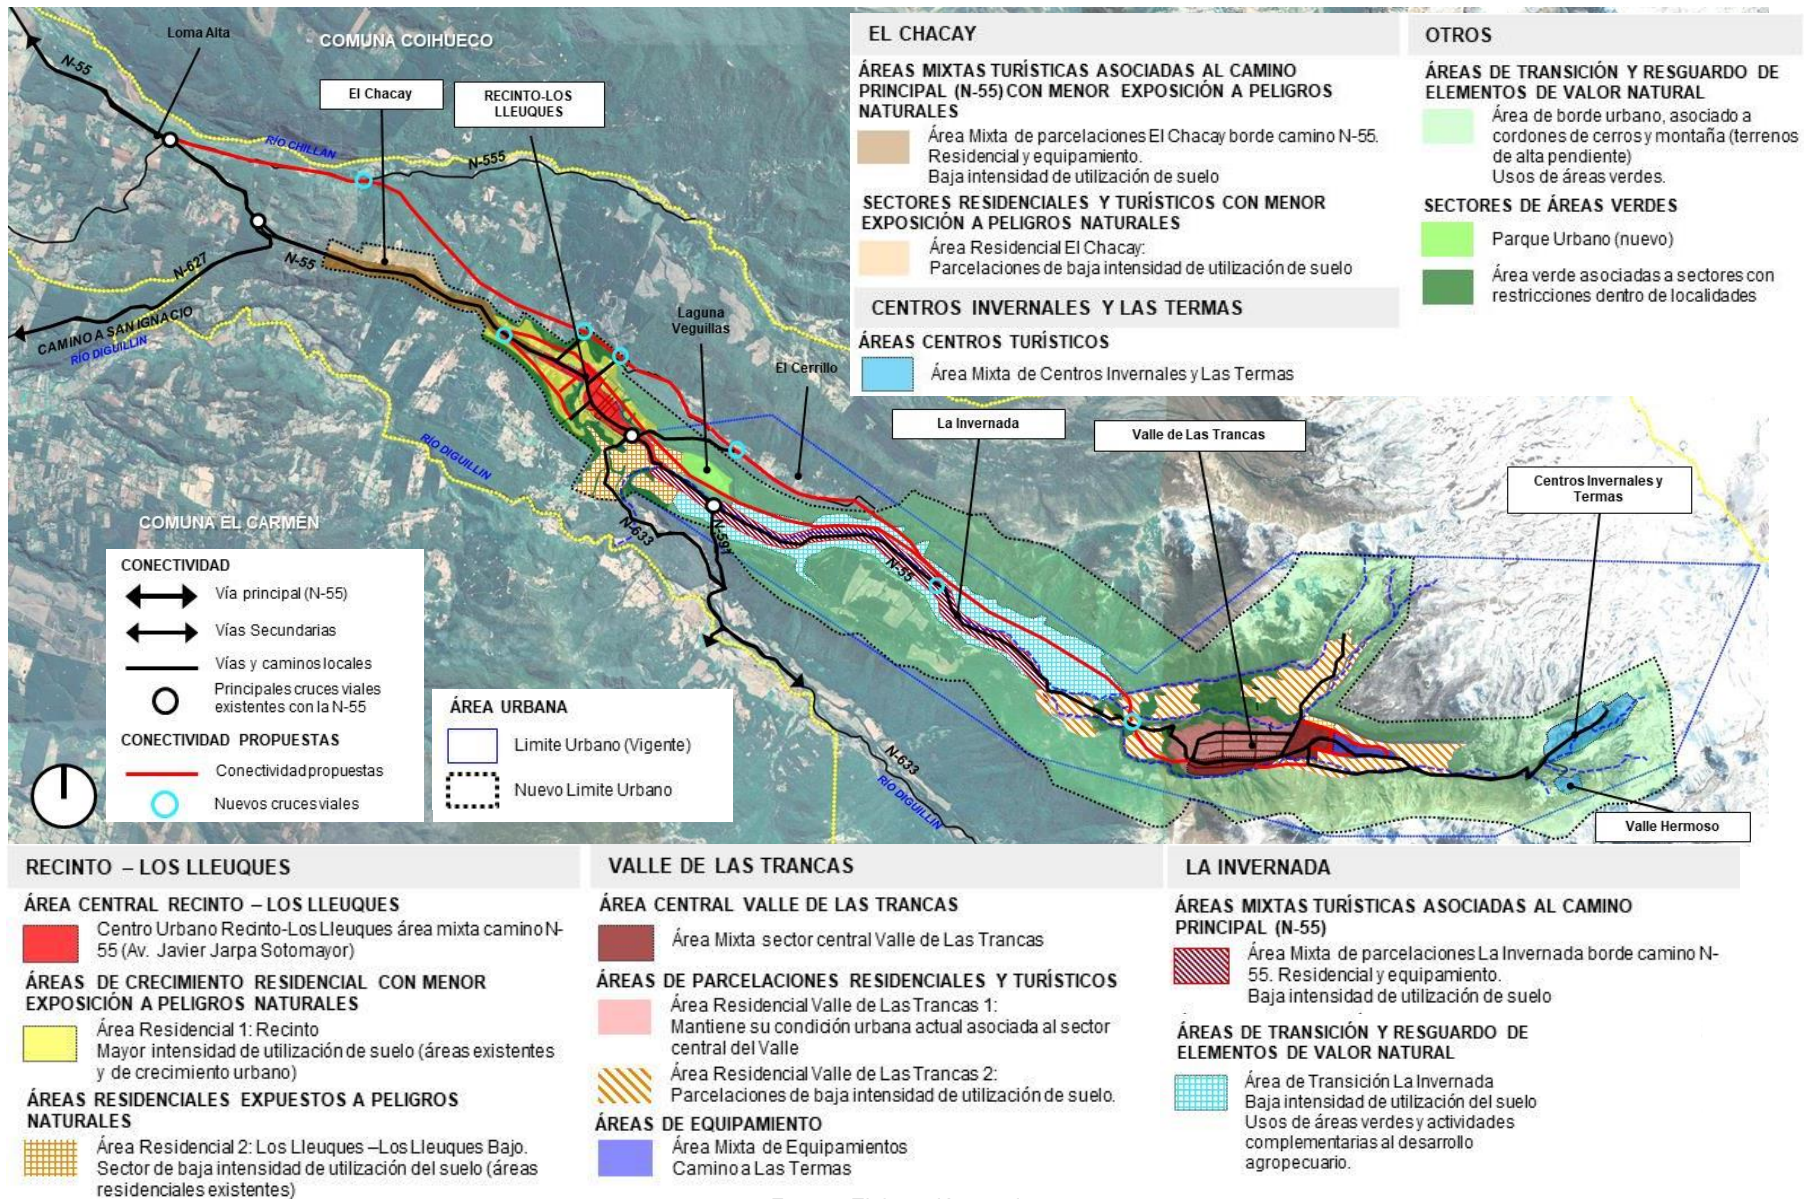 Loma Alta
COMUNA COIHUECO
N-55
El Chacay
RECINTO-LOS
LLEUQUES
RÍO CHILLAN
N-555
N-627
N-55
CAMINO A SAN IGNACIO
RÍO DIGUILLIN
Laguna
Veguillas
El Cerrillo
La Invernada
Valle de Las Trancas
Centros Invernales y
Termas
RÍO DIGUILLIN
COMUNA EL CARMEN
N-633
N-591
N-55
N-633
RÍO DIGUILLIN
Valle Hermoso
EL CHACAY
ÁREAS MIXTAS TURÍSTICAS ASOCIADAS AL CAMINO
PRINCIPAL (N-55) CON MENOR EXPOSICIÓN A PELIGROS
NATURALES
Área Mixta de parcelaciones El Chacay borde camino N-55.
Residencial y equipamiento.
Baja intensidad de utilización de suelo
SECTORES RESIDENCIALES Y TURÍSTICOS CON MENOR
EXPOSICIÓN A PELIGROS NATURALES
Área Residencial El Chacay:
Parcelaciones de baja intensidad de utilización de suelo
CENTROS INVERNALES Y LAS TERMAS
ÁREAS CENTROS TURÍSTICOS
Área Mixta de Centros Invernales y Las Termas
OTROS
ÁREAS DE TRANSICIÓN Y RESGUARDO DE
ELEMENTOS DE VALOR NATURAL
Área de borde urbano, asociado a
cordones de cerros y montaña (terrenos
de alta pendiente)
Usos de áreas verdes.
SECTORES DE ÁREAS VERDES
Parque Urbano (nuevo)
Área verde asociadas a sectores con
restricciones dentro de localidades
CONECTIVIDAD
Vía principal (N-55)
Vías Secundarias
Vías y caminos locales
Principales cruces viales
existentes con la N-55
CONECTIVIDAD PROPUESTAS
Conectividad propuestas
Nuevos cruces viales
ÁREA URBANA
Limite Urbano (Vigente)
Nuevo Limite Urbano
RECINTO – LOS LLEUQUES
ÁREA CENTRAL RECINTO – LOS LLEUQUES
Centro Urbano Recinto-Los Lleuques área mixta camino N-
55 (Av. Javier Jarpa Sotomayor)
ÁREAS DE CRECIMIENTO RESIDENCIAL CON MENOR
EXPOSICIÓN A PELIGROS NATURALES
Área Residencial 1: Recinto
Mayor intensidad de utilización de suelo (áreas existentes
y de crecimiento urbano)
ÁREAS RESIDENCIALES EXPUESTOS A PELIGROS
NATURALES
Área Residencial 2: Los Lleuques –Los Lleuques Bajo.
Sector de baja intensidad de utilización del suelo (áreas
residenciales existentes)
VALLE DE LAS TRANCAS
ÁREA CENTRAL VALLE DE LAS TRANCAS
Área Mixta sector central Valle de Las Trancas
ÁREAS DE PARCELACIONES RESIDENCIALES Y TURÍSTICOS
Área Residencial Valle de Las Trancas 1:
Mantiene su condición urbana actual asociada al sector
central del Valle
Área Residencial Valle de Las Trancas 2:
Parcelaciones de baja intensidad de utilización de suelo.
ÁREAS DE EQUIPAMIENTO
Área Mixta de Equipamientos
Camino a Las Termas
LA INVERNADA
ÁREAS MIXTAS TURÍSTICAS ASOCIADAS AL CAMINO
PRINCIPAL (N-55)
Área Mixta de parcelaciones La Invernada borde camino N-
55. Residencial y equipamiento.
Baja intensidad de utilización de suelo
ÁREAS DE TRANSICIÓN Y RESGUARDO DE
ELEMENTOS DE VALOR NATURAL
Área de Transición La Invernada
Baja intensidad de utilización del suelo
Usos de áreas verdes y actividades
complementarias al desarrollo
agropecuario.